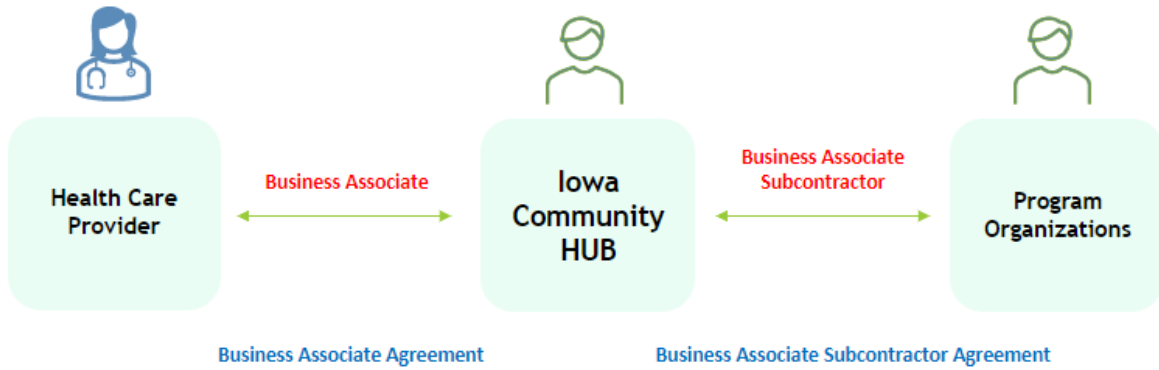 Health Care
Provider
Business Associate
Iowa
Community
HUB
Business Associate
Subcontractor
Program
Organizations
Business Associate Agreement
Business Associate Subcontractor Agreement